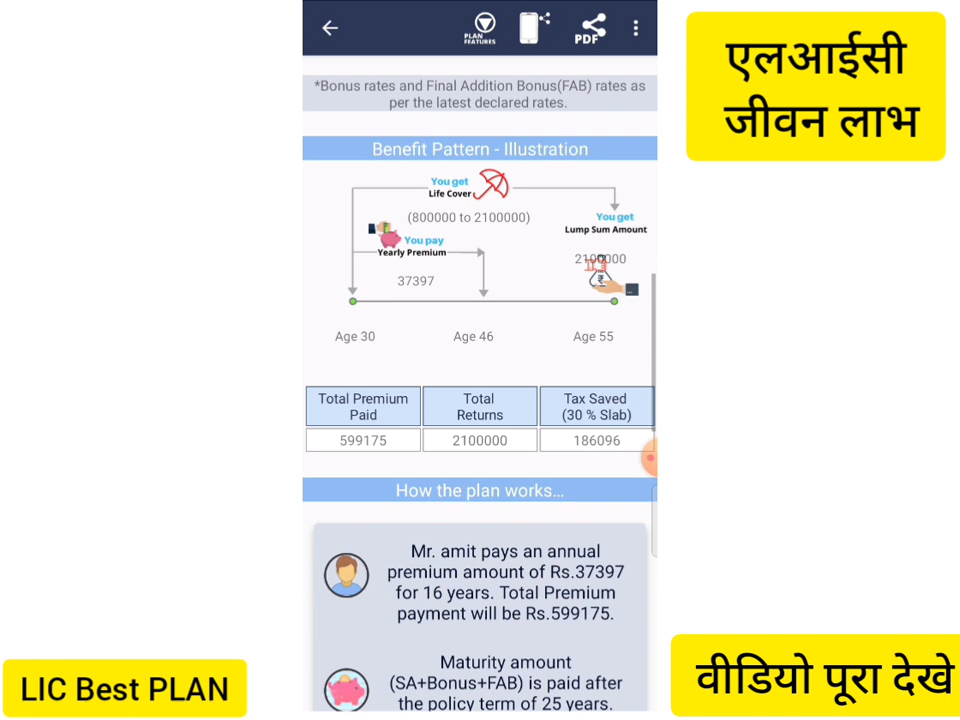 PLAN
FEATURES
PDF
एलआईसी
जीवन लाभ
*Bonus rates and Final Addition Bonus(FAB) rates as
per the latest declared rates.
Benefit Pattern - Illustration
You get
Life Cover
(800000 to 2100000)
You get
Lump Sum Amount
You pay
Yearly Premium
2100000
37397
Age 30
Age 46
Age 55
Total Premium
Paid
Total
Returns
Tax Saved
(30 % Slab)
599175
2100000
186096
How the plan works...
Mr. amit pays an annual
premium amount of Rs.37397
for 16 years. Total Premium
payment will be Rs.599175.
Maturity amount
(SA+Bonus+FAB) is paid after
the policy term of 25 years.
LIC Best PLAN
वीडियो पूरा देखे